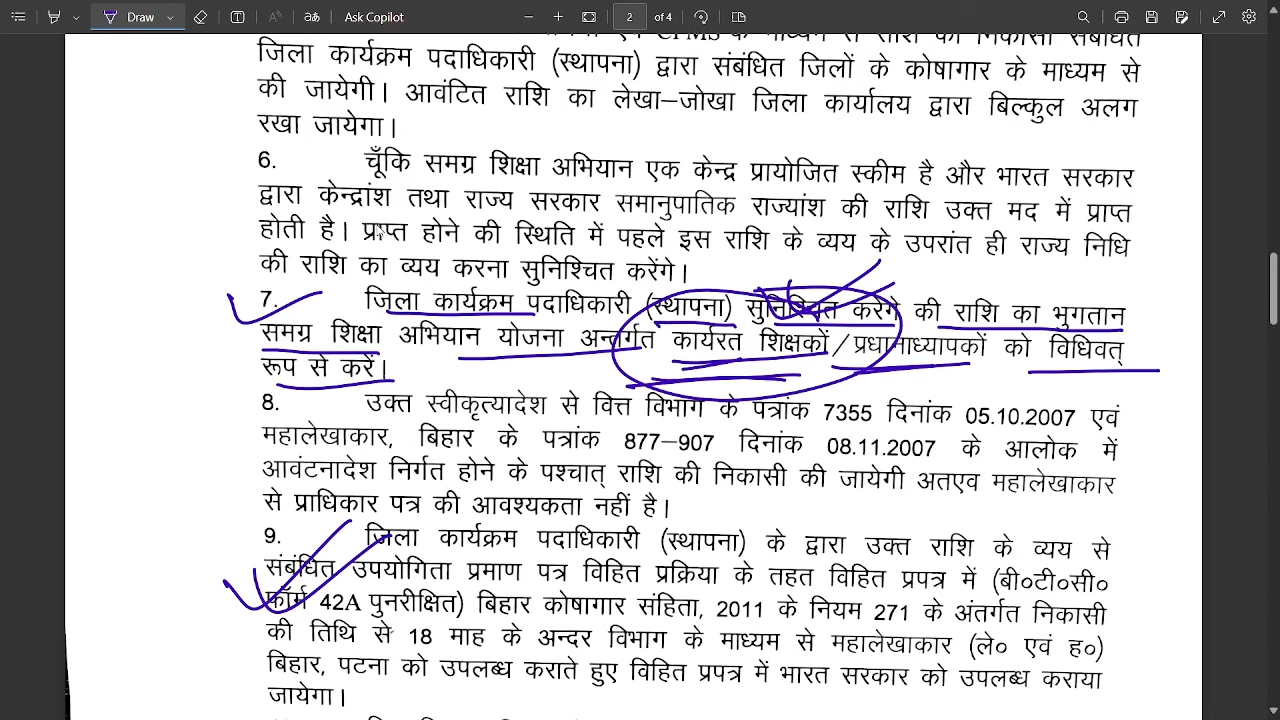 Draw
Ask Copilot
2 of 4
CFMS के माध्यम से राशि की निकासी संबंधित
जिला कार्यक्रम पदाधिकारी (स्थापना) द्वारा संबंधित जिलों के कोषागार के माध्यम से
की जायेगी। आवंटित राशि का लेखा–जोखा जिला कार्यालय द्वारा बिल्कुल अलग
रखा जायेगा।
6. चूँकि समग्र शिक्षा अभियान एक केन्द्र प्रायोजित स्कीम है और भारत सरकार
द्वारा केन्द्रांश तथा राज्य सरकार समानुपातिक राज्यांश की राशि उक्त मद में प्राप्त
होती है। प्राप्त होने की स्थिति में पहले इस राशि के व्यय के उपरांत ही राज्य निधि
की राशि का व्यय करना सुनिश्चित करेंगे।
7. जिला कार्यक्रम पदाधिकारी (स्थापना) सुनिश्चित करेंगे की राशि का भुगतान
समग्र शिक्षा अभियान योजना अन्तर्गत कार्यरत शिक्षकों/प्रधानाध्यापकों को विधिवत्
रूप से करें।
8. उक्त स्वीकृत्यादेश से वित्त विभाग के पत्रांक 7355 दिनांक 05.10.2007 एवं
महालेखाकार, बिहार के पत्रांक 877–907 दिनांक 08.11.2007 के आलोक में
आवंटनादेश निर्गत होने के पश्चात् राशि की निकासी की जायेगी अतएव महालेखाकार
से प्राधिकार पत्र की आवश्यकता नहीं है।
9. जिला कार्यक्रम पदाधिकारी (स्थापना) के द्वारा उक्त राशि के व्यय से
संबंधित उपयोगिता प्रमाण पत्र विहित प्रक्रिया के तहत विहित प्रपत्र में (बी०टी०सी०
फॉर्म 42A पुनरीक्षित) बिहार कोषागार संहिता, 2011 के नियम 271 के अंतर्गत निकासी
की तिथि से 18 माह के अन्दर विभाग के माध्यम से महालेखाकार (ले० एवं ह०)
बिहार, पटना को उपलब्ध कराते हुए विहित प्रपत्र में भारत सरकार को उपलब्ध कराया
जायेगा।